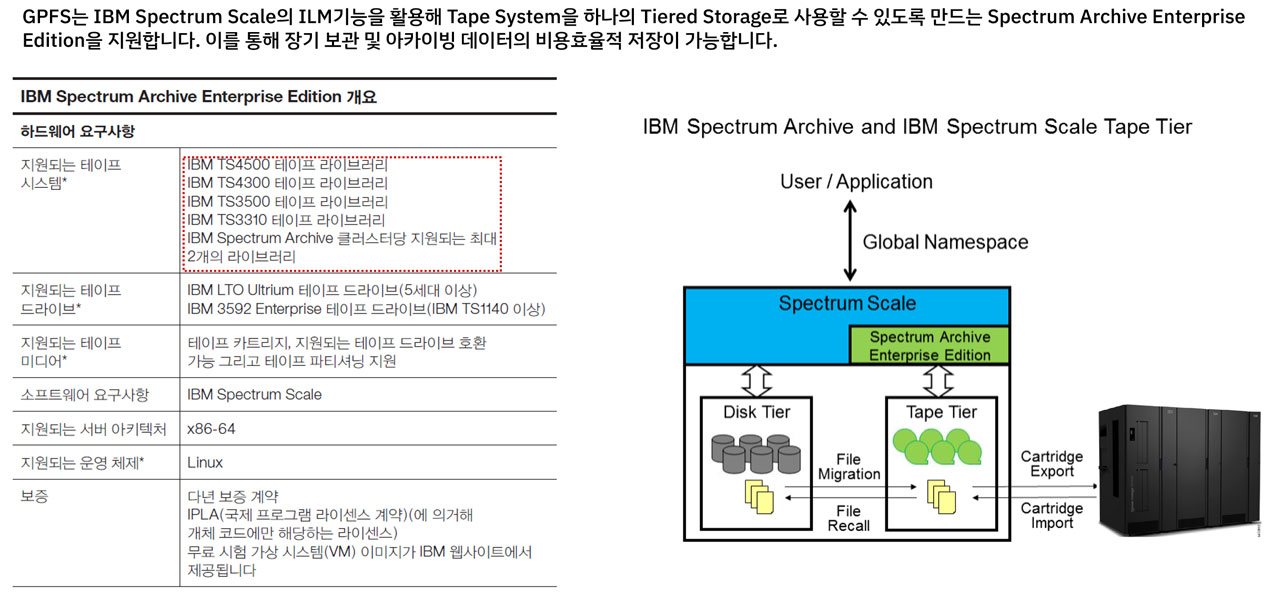 GPFS는 IBM Spectrum Scale의 ILM기능을 활용해 Tape System을 하나의 Tiered Storage로 사용할 수 있도록 만드는 Spectrum Archive Enterprise
Edition을 지원합니다. 이를 통해 장기 보관 및 아카이빙 데이터의 비용효율적 저장이 가능합니다.
IBM Spectrum Archive Enterprise Edition 개요
하드웨어 요구사항
지원되는 테이프
시스템*
IBM TS4500 테이프 라이브러리
IBM TS4300 테이프 라이브러리
IBM TS3500 테이프 라이브러리
IBM TS3310 테이프 라이브러리
IBM Spectrum Archive 클러스터당 지원되는 최대
2개의 라이브러리
지원되는 테이프
드라이브*
IBM LTO Ultrium 테이프 드라이브(5세대 이상)
IBM 3592 Enterprise 테이프 드라이브(IBM TS1140 이상)
지원되는 테이프
미디어*
테이프 카트리지, 지원되는 테이프 드라이브 호환
가능 그리고 테이프 파티셔닝 지원
소프트웨어 요구사항
IBM Spectrum Scale
지원되는 서버 아키텍처
x86-64
지원되는 운영 체제*
Linux
보증
다년 보증 계약
IPLA(국제 프로그램 라이센스 계약)(에 의거해
개체 코드에만 해당하는 라이센스)
무료 시험 가상 시스템(VM) 이미지가 IBM 웹사이트에서
제공됩니다
IBM Spectrum Archive and IBM Spectrum Scale Tape Tier
User / Application
Global Namespace
Spectrum Scale
Spectrum Archive
Enterprise Edition
Disk Tier
Tape Tier
File
Migration
File
Recall
Cartridge
Export
Cartridge
Import